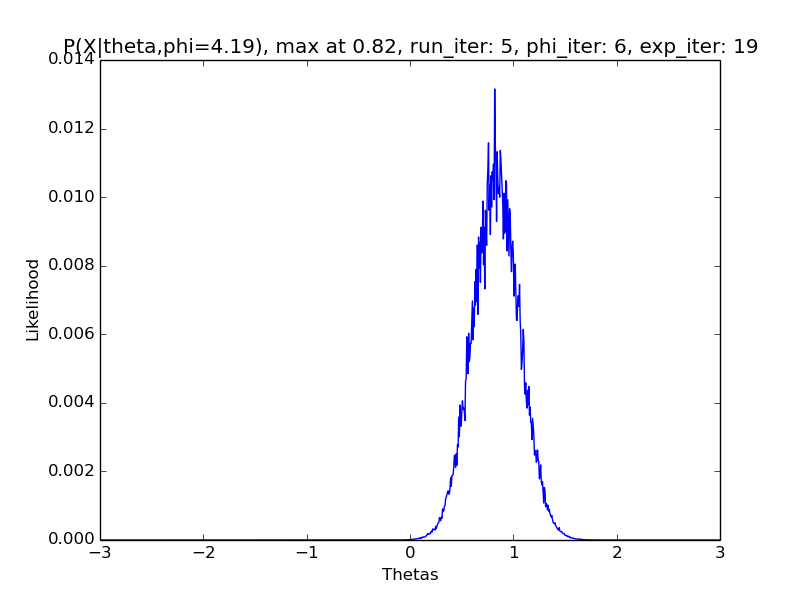 P(X|theta,phi=4.19), max at 0.82, run_iter: 5, phi_iter: 6, exp_iter: 19
0.014
0.012
0.010
0.008
0.006
0.004
0.002
0.000
Likelihood
−3 −2 −1 0 1 2 3
Thetas